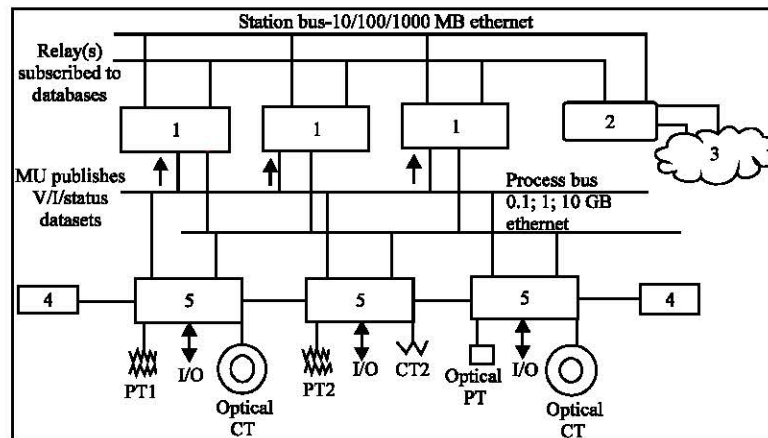 Station bus-10/100/1000 MB ethernet
Relay(s)
subscribed to
databases
1
1
1
2
3
MU publishes
V/I/status
datasets
Process bus
0.1; 1; 10 GB
ethernet
4
5
5
5
4
PT1
I/O
Optical
CT
PT2
I/O
CT2
Optical
PT
I/O
Optical
CT